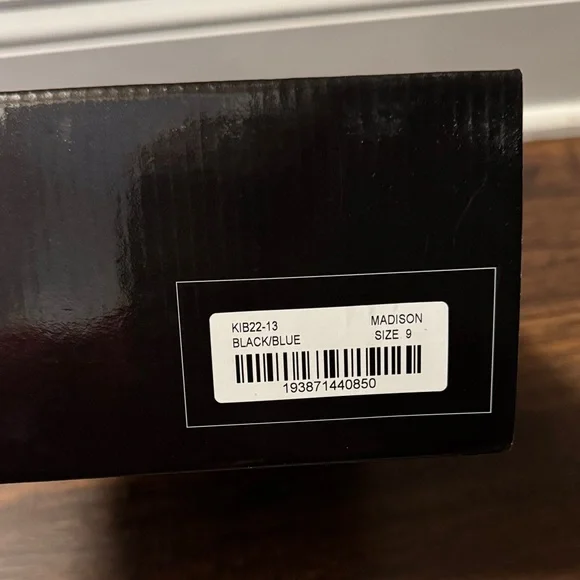 KIB22-13 MADISON
BLACK/BLUE SIZE 9
193871440850